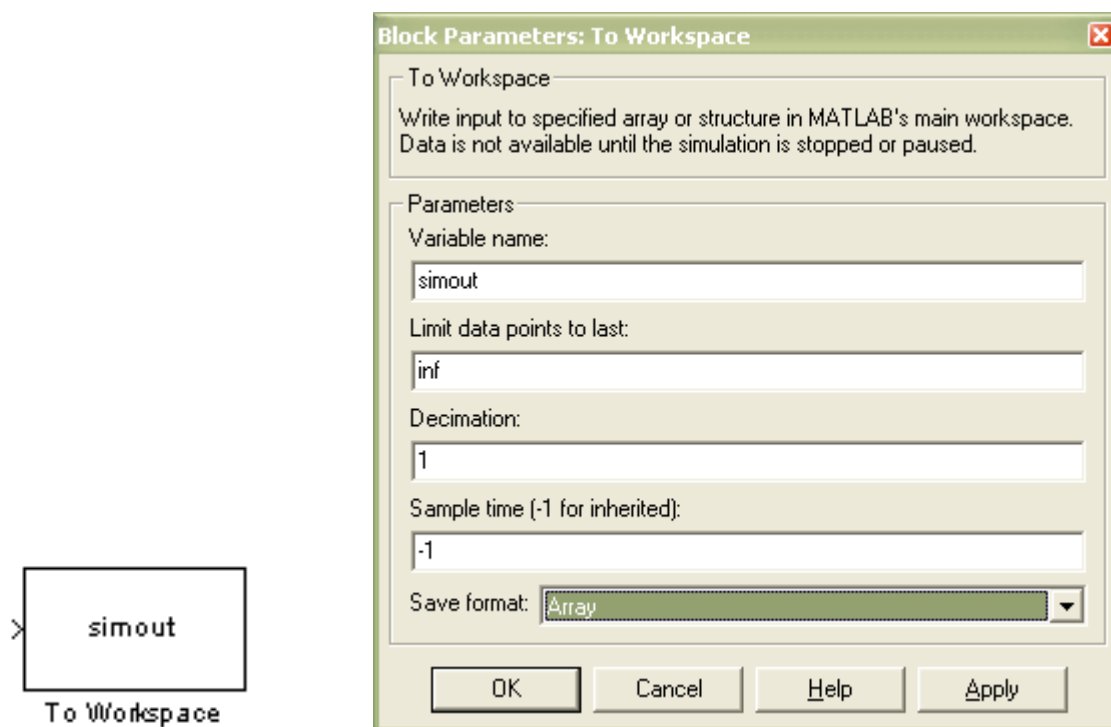 Block Parameters: To Workspace
To Workspace
Write input to specified array or structure in MATLAB's main workspace.
Data is not available until the simulation is stopped or paused.
Parameters
Variable name:
simout
Limit data points to last:
inf
Decimation:
1
Sample time (-1 for inherited):
-1
Save format: Array
OK Cancel Help Apply
simout
To Workspace